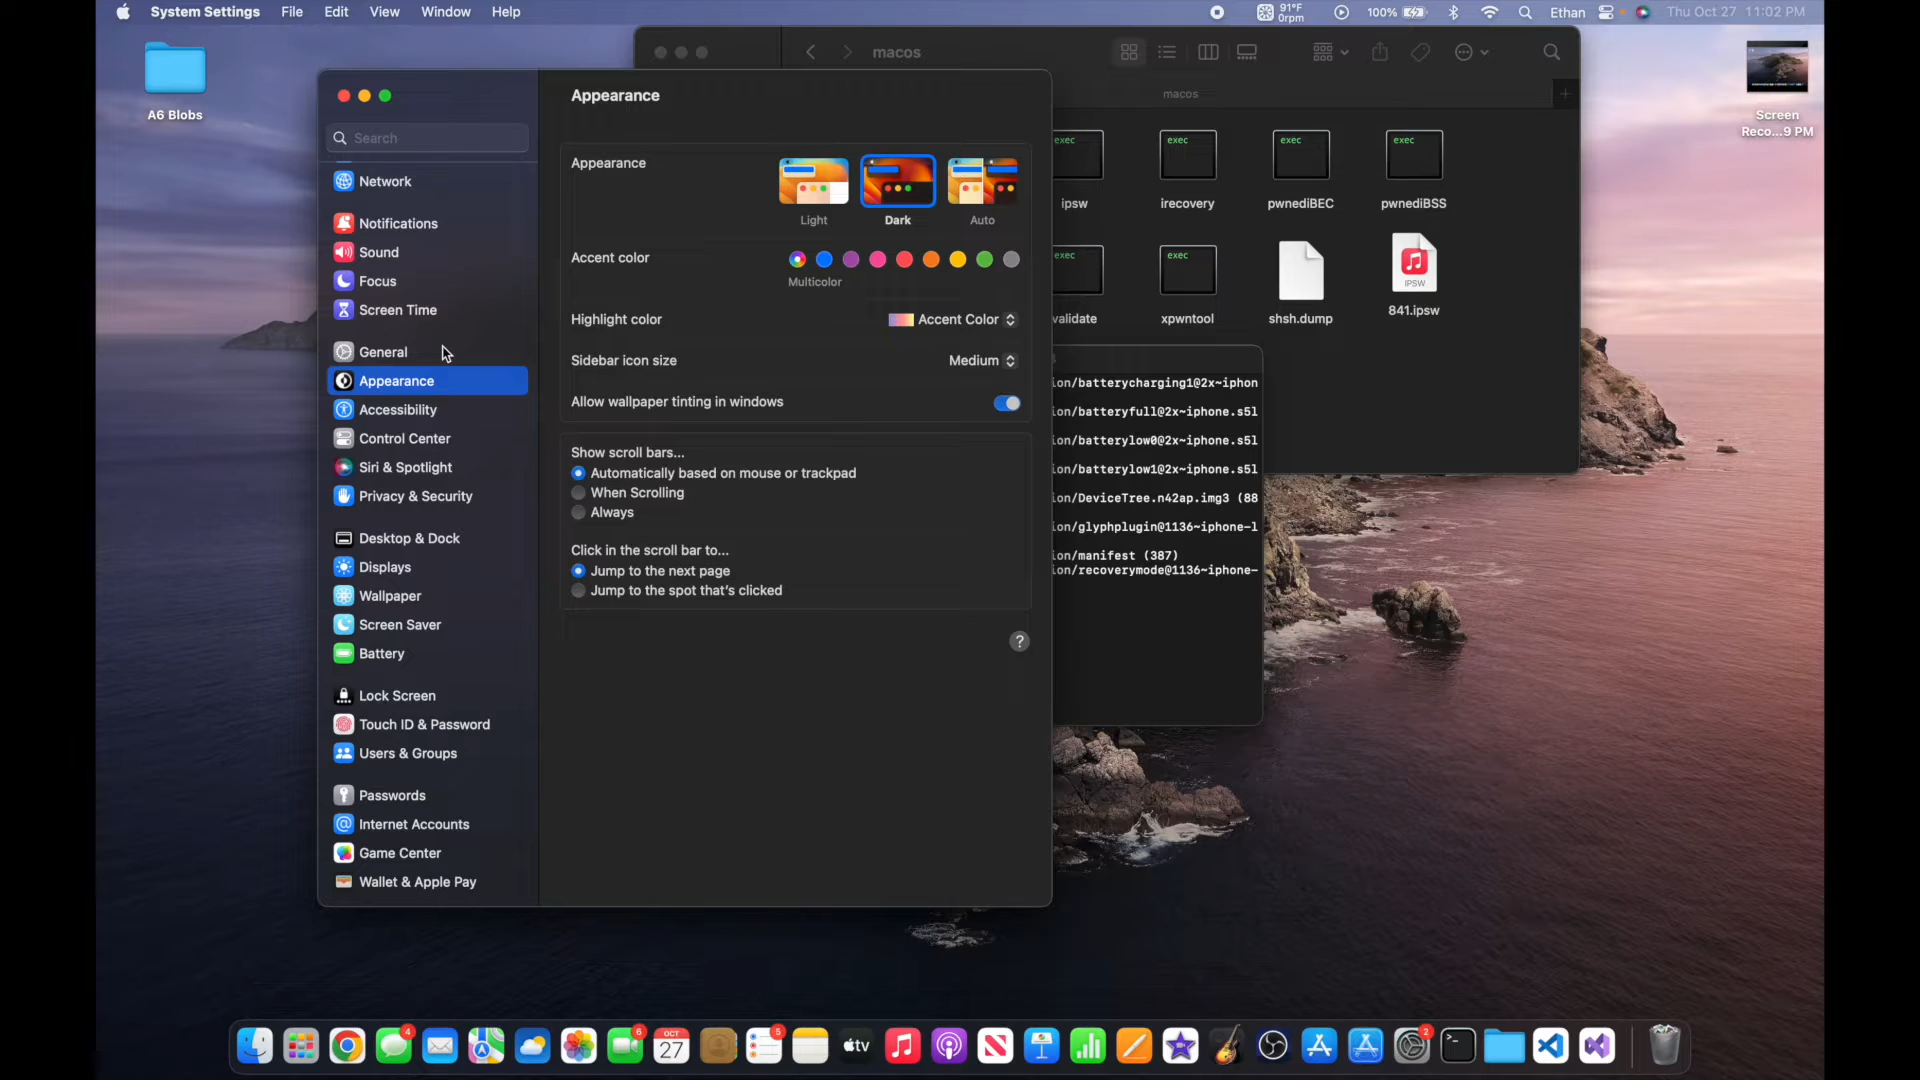 System Settings File Edit View Window Help
91°F
0rpm
100%
Ethan
Thu Oct 27 11:02 PM
A6 Blobs
Screen
Reco...9 PM
macos
macos
Search
Network
Notifications
Sound
Focus
Screen Time
General
Appearance
Accessibility
Control Center
Siri & Spotlight
Privacy & Security
Desktop & Dock
Displays
Wallpaper
Screen Saver
Battery
Lock Screen
Touch ID & Password
Users & Groups
Passwords
Internet Accounts
Game Center
Wallet & Apple Pay
Appearance
Appearance
Light Dark Auto
Accent color
Multicolor
Highlight color Accent Color
Sidebar icon size Medium
Allow wallpaper tinting in windows
Show scroll bars...
Automatically based on mouse or trackpad
When Scrolling
Always
Click in the scroll bar to...
Jump to the next page
Jump to the spot that's clicked
?
exec exec exec exec
ipsw irecovery pwnediBEC pwnediBSS
exec exec
IPSW
validate xpwntool shsh.dump 841.ipsw
ion/batterycharging1@2x~iphon
ion/batteryfull@2x~iphone.s5l
ion/batterylow0@2x~iphone.s5l
ion/batterylow1@2x~iphone.s5l
ion/DeviceTree.n42ap.img3 (88
ion/glyphplugin@1136~iphone-l
ion/manifest (387)
ion/recoverymode@1136~iphone-
4 6 OCT 27 5 tv 2